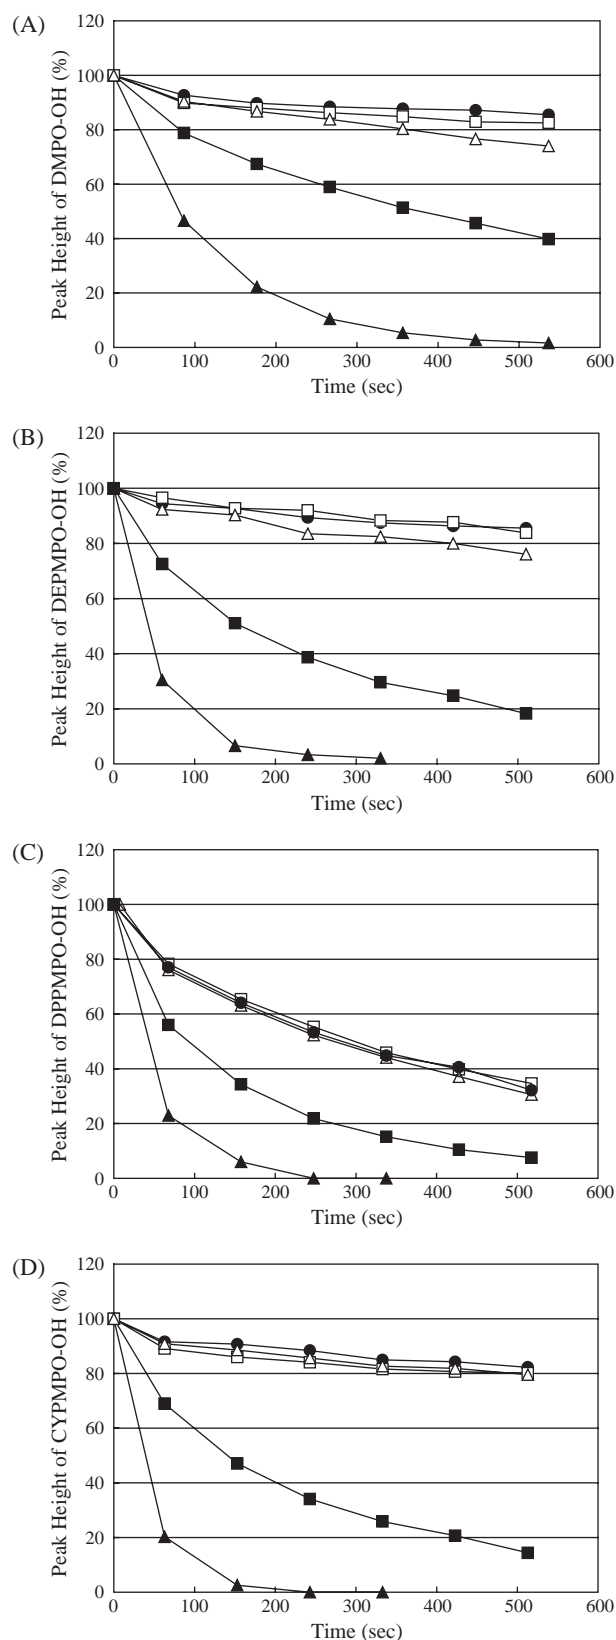 (A)
Peak Height of DMPO-OH (%)
120
100
80
60
40
20
0
0 100 200 300 400 500 600
Time (sec)
(B)
Peak Height of DEPMPO-OH (%)
120
100
80
60
40
20
0
0 100 200 300 400 500 600
Time (sec)
(C)
Peak Height of DPPMPO-OH (%)
120
100
80
60
40
20
0
0 100 200 300 400 500 600
Time (sec)
(D)
Peak Height of CYPMPO-OH (%)
120
100
80
60
40
20
0
0 100 200 300 400 500 600
Time (sec)